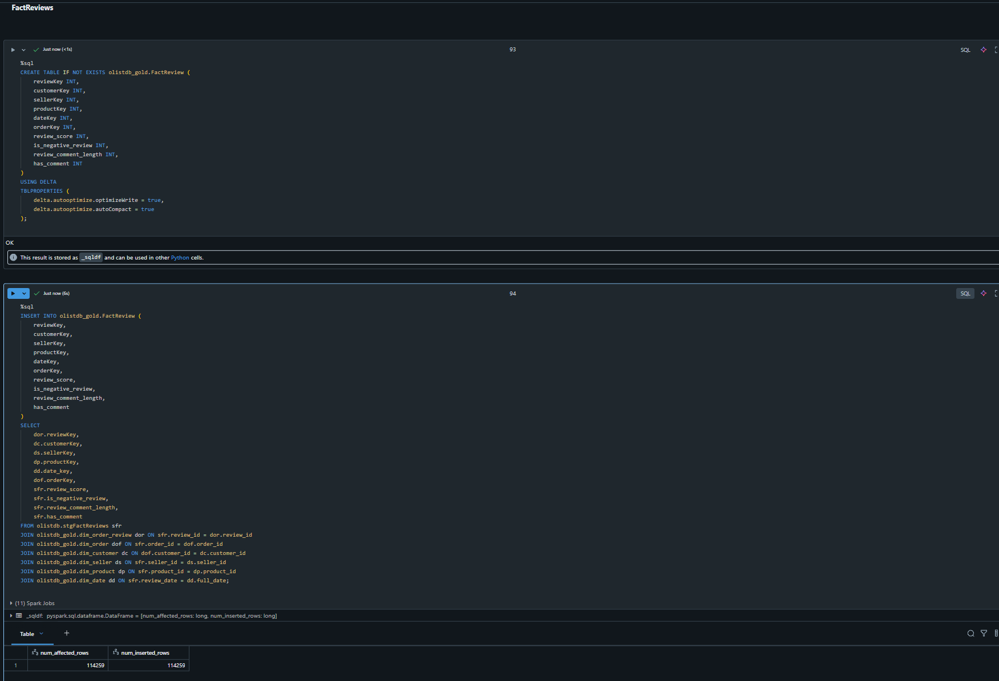 FactReviews
Just now (<1s)
93
SQL
%sql
CREATE TABLE IF NOT EXISTS olistdb_gold.FactReview (
reviewKey INT,
customerKey INT,
sellerKey INT,
productKey INT,
dateKey INT,
orderKey INT,
review_score INT,
is_negative_review INT,
review_comment_length INT,
has_comment INT
)
USING DELTA
TBLPROPERTIES (
delta.autooptimize.optimizeWrite = true,
delta.autooptimize.autoCompact = true
);
OK
This result is stored as _sqldf and can be used in other Python cells.
Just now (6s)
94
SQL
%sql
INSERT INTO olistdb_gold.FactReview (
reviewKey,
customerKey,
sellerKey,
productKey,
dateKey,
orderKey,
review_score,
is_negative_review,
review_comment_length,
has_comment
)
SELECT
dor.reviewKey,
dc.customerKey,
ds.sellerKey,
dp.productKey,
dd.date_key,
dof.orderKey,
sfr.review_score,
sfr.is_negative_review,
sfr.review_comment_length,
sfr.has_comment
FROM olistdb.stgFactReviews sfr
JOIN olistdb_gold.dim_order_review dor ON sfr.review_id = dor.review_id
JOIN olistdb_gold.dim_order dof ON sfr.order_id = dof.order_id
JOIN olistdb_gold.dim_customer dc ON dof.customer_id = dc.customer_id
JOIN olistdb_gold.dim_seller ds ON sfr.seller_id = ds.seller_id
JOIN olistdb_gold.dim_product dp ON sfr.product_id = dp.product_id
JOIN olistdb_gold.dim_date dd ON sfr.review_date = dd.full_date;
(11) Spark Jobs
_sqldf: pyspark.sql.dataframe.DataFrame = [num_affected_rows: long, num_inserted_rows: long]
Table +
123 num_affected_rows 123 num_inserted_rows
1 114259 114259